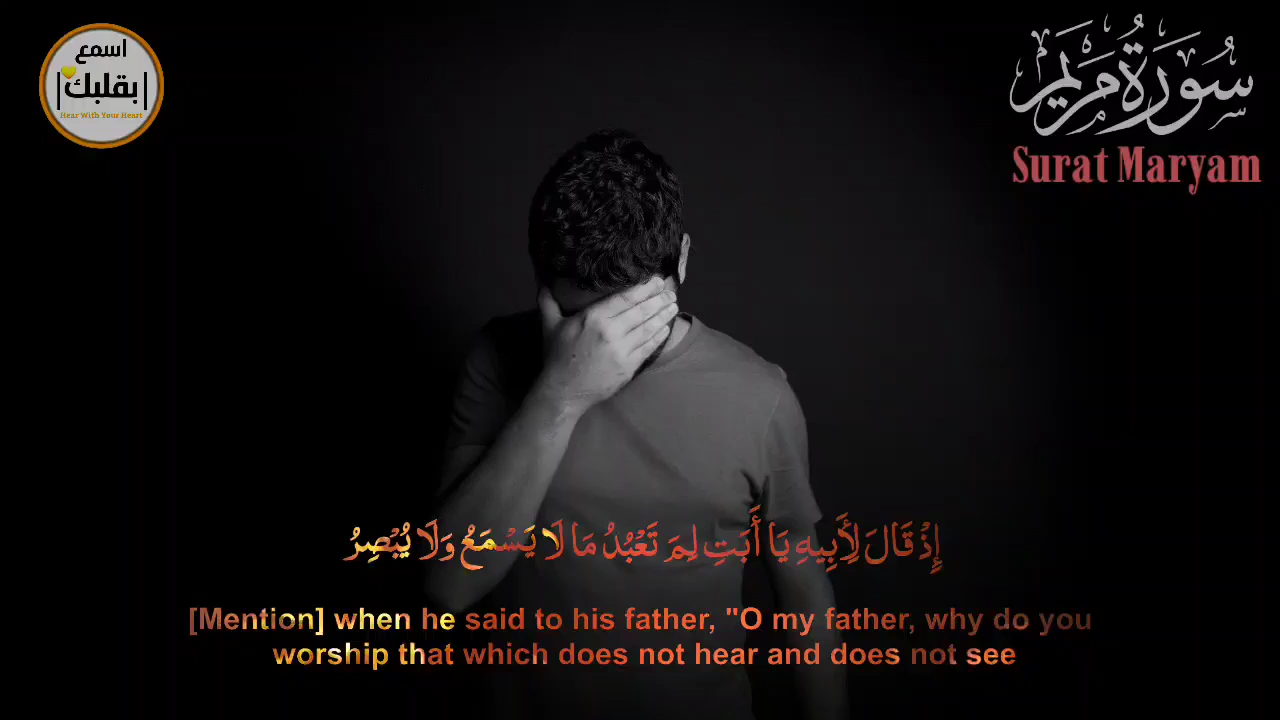 اسمع
بقلبك
Hear With Your Heart
سُورَةُ مَرْيَم
Surat Maryam
إِذْ قَالَ لِأَبِيهِ يَا أَبَتِ لِمَ تَعْبُدُ مَا لَا يَسْمَعُ وَلَا يُبْصِرُ
[Mention] when he said to his father, "O my father, why do you
worship that which does not hear and does not see